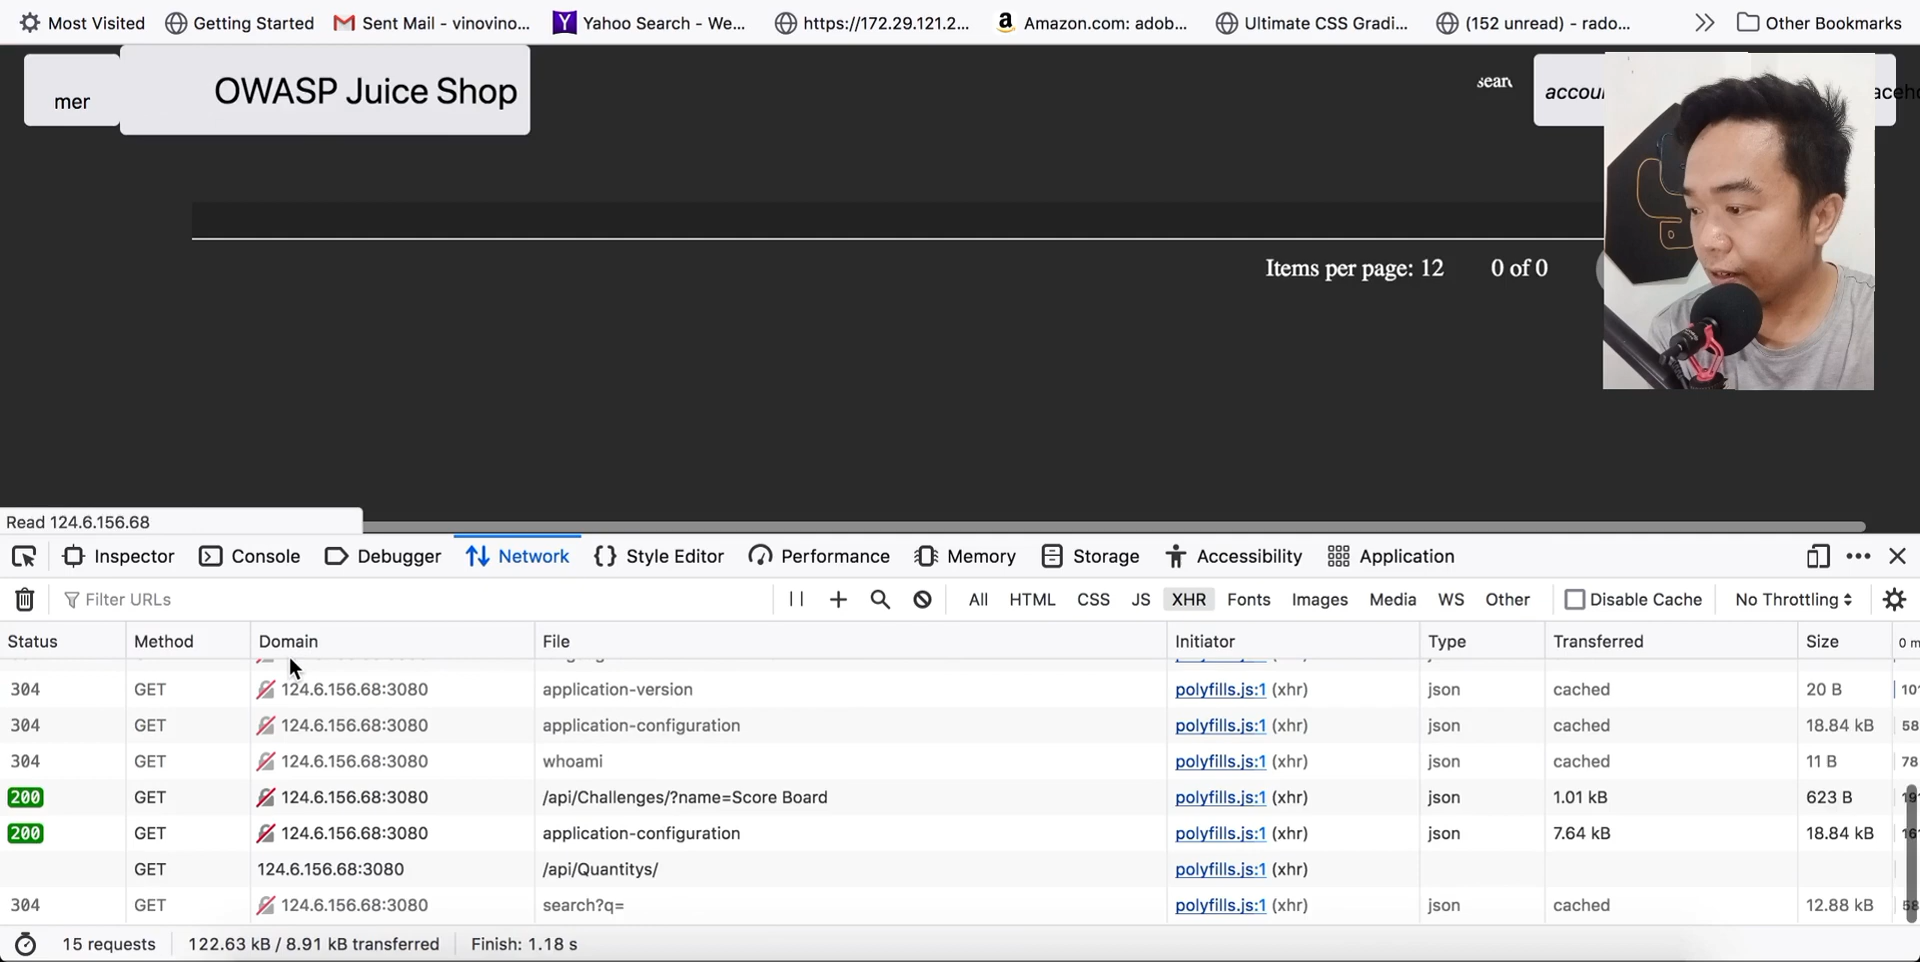 Most Visited Getting Started Sent Mail - vinovino... Yahoo Search - We... https://172.29.121.2... Amazon.com: adob... Ultimate CSS Gradi... (152 unread) - rado... Other Bookmarks
mer OWASP Juice Shop sear accou
Items per page: 12 0 of 0
Read 124.6.156.68
Inspector Console Debugger Network Style Editor Performance Memory Storage Accessibility Application
Filter URLs All HTML CSS JS XHR Fonts Images Media WS Other Disable Cache No Throttling
Status Method Domain File Initiator Type Transferred Size 0 m
304 GET 124.6.156.68:3080 application-version polyfills.js:1 (xhr) json cached 20 B 10
304 GET 124.6.156.68:3080 application-configuration polyfills.js:1 (xhr) json cached 18.84 kB 58
304 GET 124.6.156.68:3080 whoami polyfills.js:1 (xhr) json cached 11 B 78
200 GET 124.6.156.68:3080 /api/Challenges/?name=Score Board polyfills.js:1 (xhr) json 1.01 kB 623 B
200 GET 124.6.156.68:3080 application-configuration polyfills.js:1 (xhr) json 7.64 kB 18.84 kB
GET 124.6.156.68:3080 /api/Quantitys/ polyfills.js:1 (xhr)
304 GET 124.6.156.68:3080 search?q= polyfills.js:1 (xhr) json cached 12.88 kB
15 requests 122.63 kB / 8.91 kB transferred Finish: 1.18 s